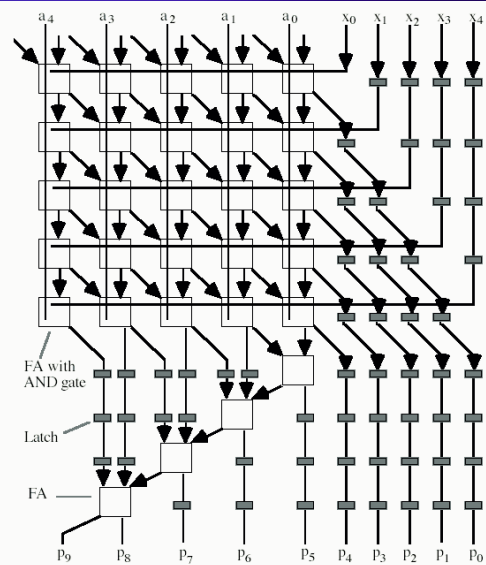 a4 a3 a2 a1 a0 x0 x1 x2 x3 x4
FA with
AND gate
Latch
FA
p9 p8 p7 p6 p5 p4 p3 p2 p1 p0